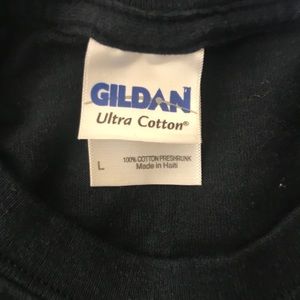 GILDAN
Ultra Cotton®
L
100% COTTON PRESHRUNK
Made in Haiti